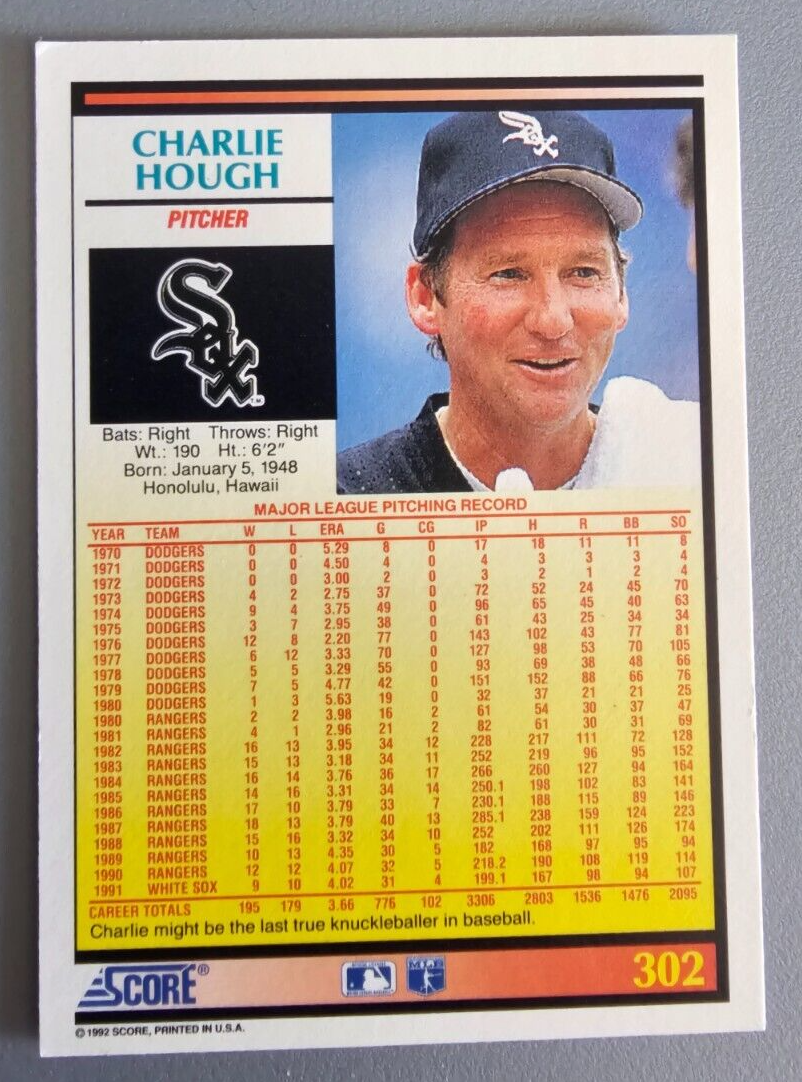 CHARLIE
HOUGH
PITCHER
Sox
T.M.
Bats: Right Throws: Right
Wt.: 190 Ht.: 6'2"
Born: January 5, 1948
Honolulu, Hawaii
MAJOR LEAGUE PITCHING RECORD
YEAR TEAM W L ERA G CG IP H R BB SO
1970 DODGERS 0 0 5.29 8 0 17 18 11 11 8
1971 DODGERS 0 0 4.50 4 0 4 3 3 3 4
1972 DODGERS 0 0 3.00 2 0 3 2 1 2 4
1973 DODGERS 4 2 2.75 37 0 72 52 24 45 70
1974 DODGERS 9 4 3.75 49 0 96 65 45 40 63
1975 DODGERS 3 7 2.95 38 0 61 43 25 34 34
1976 DODGERS 12 8 2.20 77 0 143 102 43 77 81
1977 DODGERS 6 12 3.33 70 0 127 98 53 70 105
1978 DODGERS 5 5 3.29 55 0 93 69 38 48 66
1979 DODGERS 7 5 4.77 42 0 151 152 88 66 76
1980 DODGERS 1 3 5.63 19 0 32 37 21 21 25
1980 RANGERS 2 2 3.98 16 2 61 54 30 37 47
1981 RANGERS 4 1 2.96 21 2 82 61 30 31 69
1982 RANGERS 16 13 3.95 34 12 228 217 111 72 128
1983 RANGERS 15 13 3.18 34 11 252 219 96 95 152
1984 RANGERS 16 14 3.76 36 17 266 260 127 94 164
1985 RANGERS 14 16 3.31 34 14 250.1 198 102 83 141
1986 RANGERS 17 10 3.79 33 7 230.1 188 115 89 146
1987 RANGERS 18 13 3.79 40 13 285.1 238 159 124 223
1988 RANGERS 15 16 3.32 34 10 252 202 111 126 174
1989 RANGERS 10 13 4.35 30 5 182 168 97 95 94
1990 RANGERS 12 12 4.07 32 5 218.2 190 108 119 114
1991 WHITE SOX 9 10 4.02 31 4 199.1 167 98 94 107
CAREER TOTALS 195 179 3.66 776 102 3306 2803 1536 1476 2095
Charlie might be the last true knuckleballer in baseball.
SCORE®
302
© 1992 SCORE, PRINTED IN U.S.A.